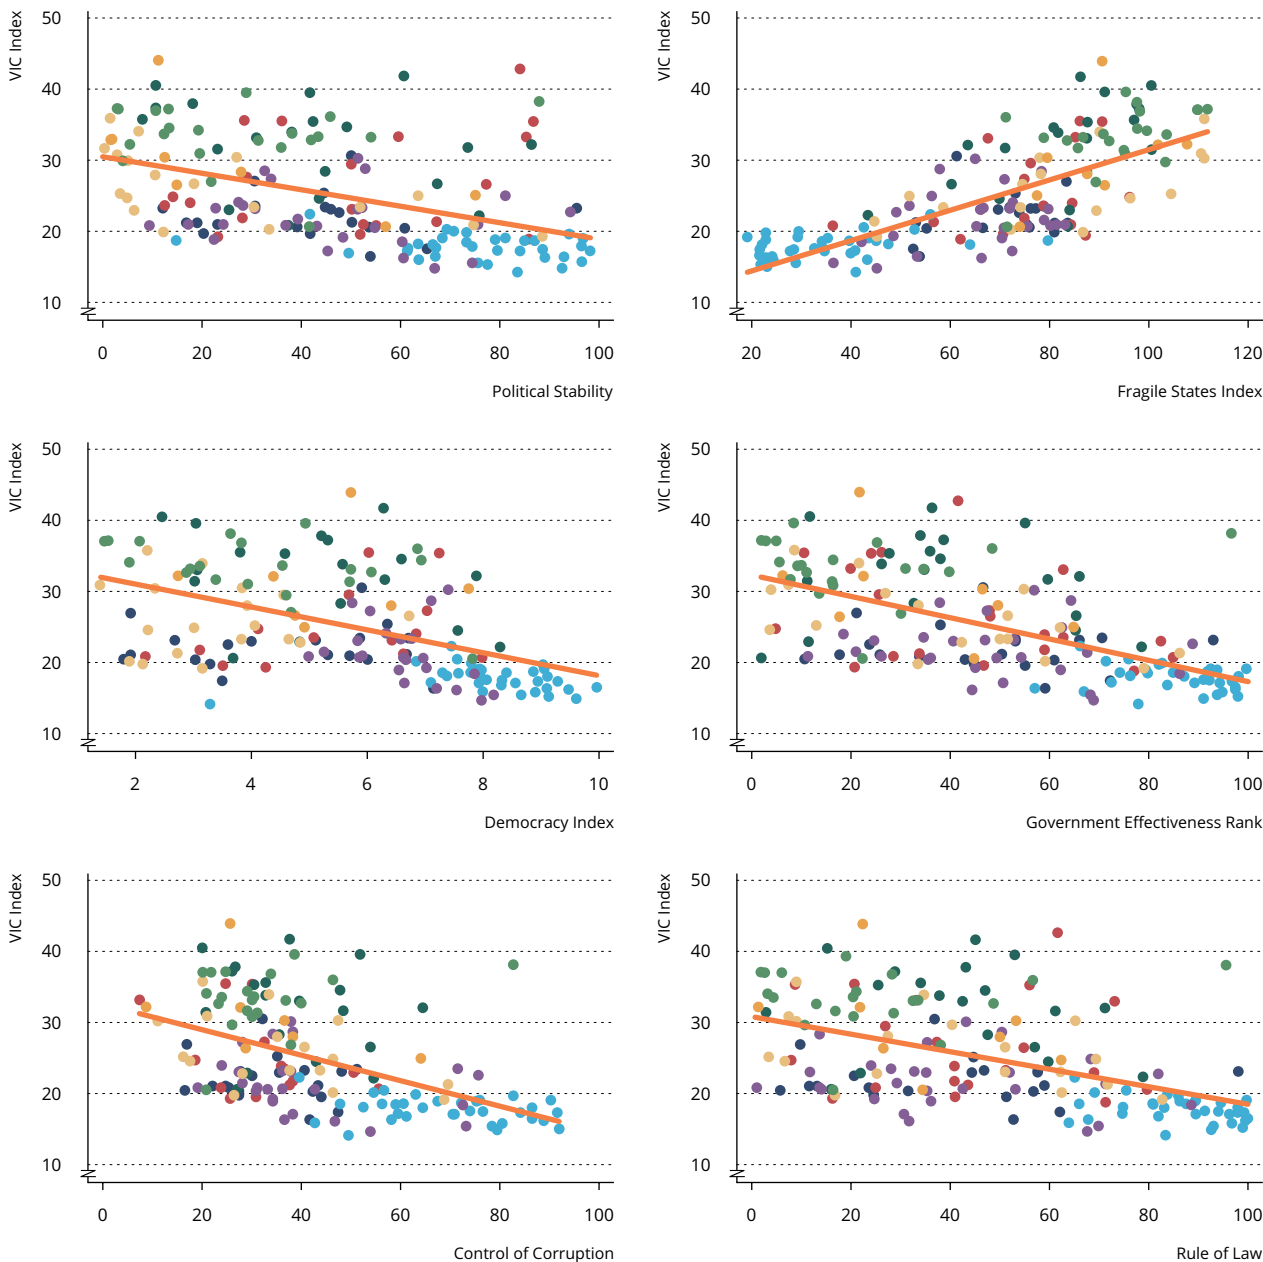 VIC Index
50
40
30
20
10
0 20 40 60 80 100
Political Stability
VIC Index
50
40
30
20
10
20 40 60 80 100 120
Fragile States Index
VIC Index
50
40
30
20
10
2 4 6 8 10
Democracy Index
VIC Index
50
40
30
20
10
0 20 40 60 80 100
Government Effectiveness Rank
VIC Index
50
40
30
20
10
0 20 40 60 80 100
Control of Corruption
VIC Index
50
40
30
20
10
0 20 40 60 80 100
Rule of Law